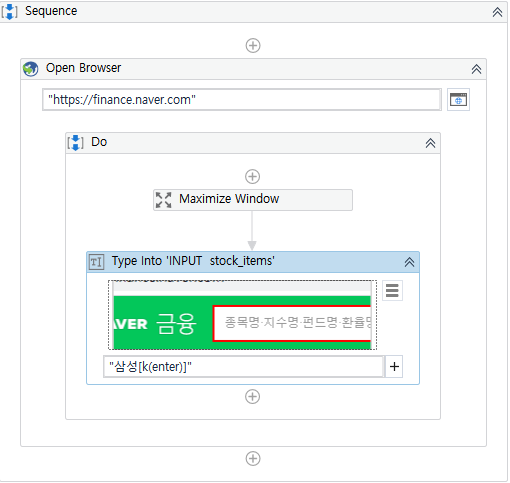 Sequence
Open Browser
"https://finance.naver.com"
Do
Maximize Window
Type Into 'INPUT stock_items'
AVER 금융
종목명·지수명·펀드명·환율명
"삼성[k(enter)]"